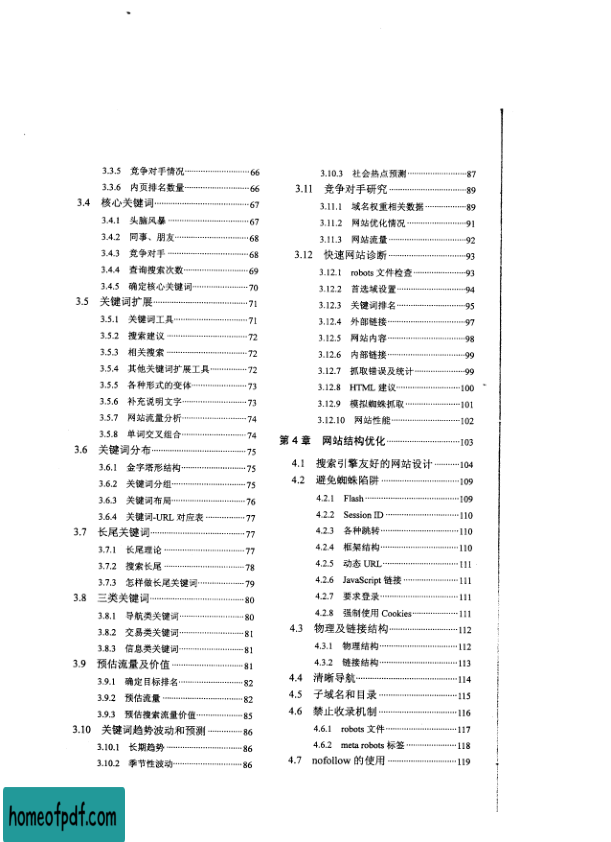 3.3.5 竞争对手情况 66
3.3.6 内页排名数量 66
3.4 核心关键词 67
3.4.1 头脑风暴 67
3.4.2 同事、朋友 68
3.4.3 竞争对手 68
3.4.4 查询搜索次数 69
3.4.5 确定核心关键词 70
3.5 关键词扩展 71
3.5.1 关键词工具 71
3.5.2 搜索建议 72
3.5.3 相关搜索 72
3.5.4 其他关键词扩展工具 72
3.5.5 各种形式的变体 73
3.5.6 补充说明文字 73
3.5.7 网站流量分析 74
3.5.8 单词交叉组合 74
3.6 关键词分布 75
3.6.1 金字塔形结构 75
3.6.2 关键词分组 75
3.6.3 关键词布局 76
3.6.4 关键词-URL 对应表 77
3.7 长尾关键词 77
3.7.1 长尾理论 77
3.7.2 搜索长尾 78
3.7.3 怎样做长尾关键词 79
3.8 三类关键词 80
3.8.1 导航类关键词 80
3.8.2 交易类关键词 81
3.8.3 信息类关键词 81
3.9 预估流量及价值 81
3.9.1 确定目标排名 82
3.9.2 预估流量 82
3.9.3 预估搜索流量价值 85
3.10 关键词趋势波动和预测 86
3.10.1 长期趋势 86
3.10.2 季节性波动 86
3.10.3 社会热点预测 87
3.11 竞争对手研究 89
3.11.1 域名权重相关数据 89
3.11.2 网站优化情况 91
3.11.3 网站流量 92
3.12 快速网站诊断 93
3.12.1 robots 文件检查 93
3.12.2 首选域设置 94
3.12.3 关键词排名 95
3.12.4 外部链接 97
3.12.5 网站内容 98
3.12.6 内部链接 99
3.12.7 抓取错误及统计 99
3.12.8 HTML 建议 100
3.12.9 模拟蜘蛛抓取 101
3.12.10 网站性能 102
第 4 章 网站结构优化 103
4.1 搜索引擎友好的网站设计 104
4.2 避免蜘蛛陷阱 109
4.2.1 Flash 109
4.2.2 Session ID 110
4.2.3 各种跳转 110
4.2.4 框架结构 110
4.2.5 动态 URL 111
4.2.6 JavaScript 链接 111
4.2.7 要求登录 111
4.2.8 强制使用 Cookies 111
4.3 物理及链接结构 112
4.3.1 物理结构 112
4.3.2 链接结构 113
4.4 清晰导航 114
4.5 子域名和目录 115
4.6 禁止收录机制 116
4.6.1 robots 文件 117
4.6.2 meta robots 标签 118
4.7 nofollow 的使用 119
homeofpdf.com